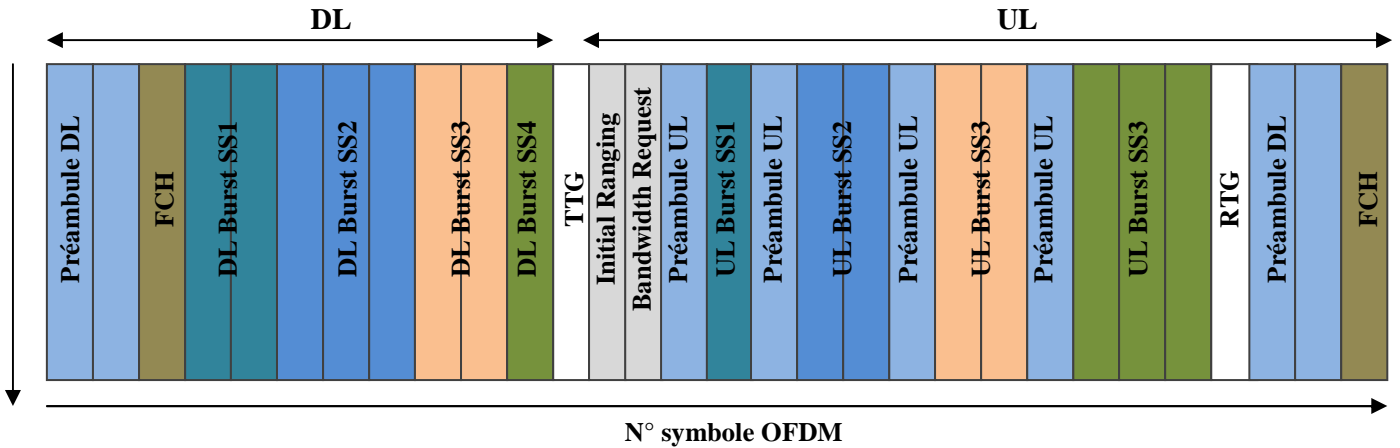 DL
UL
Préambule DL
FCH
DL Burst SS1
DL Burst SS2
DL Burst SS3
DL Burst SS4
TTG
Initial Ranging
Bandwidth Request
Préambule UL
UL Burst SS1
Préambule UL
UL Burst SS2
Préambule UL
UL Burst SS3
Préambule UL
UL Burst SS3
RTG
Préambule DL
FCH
N° symbole OFDM